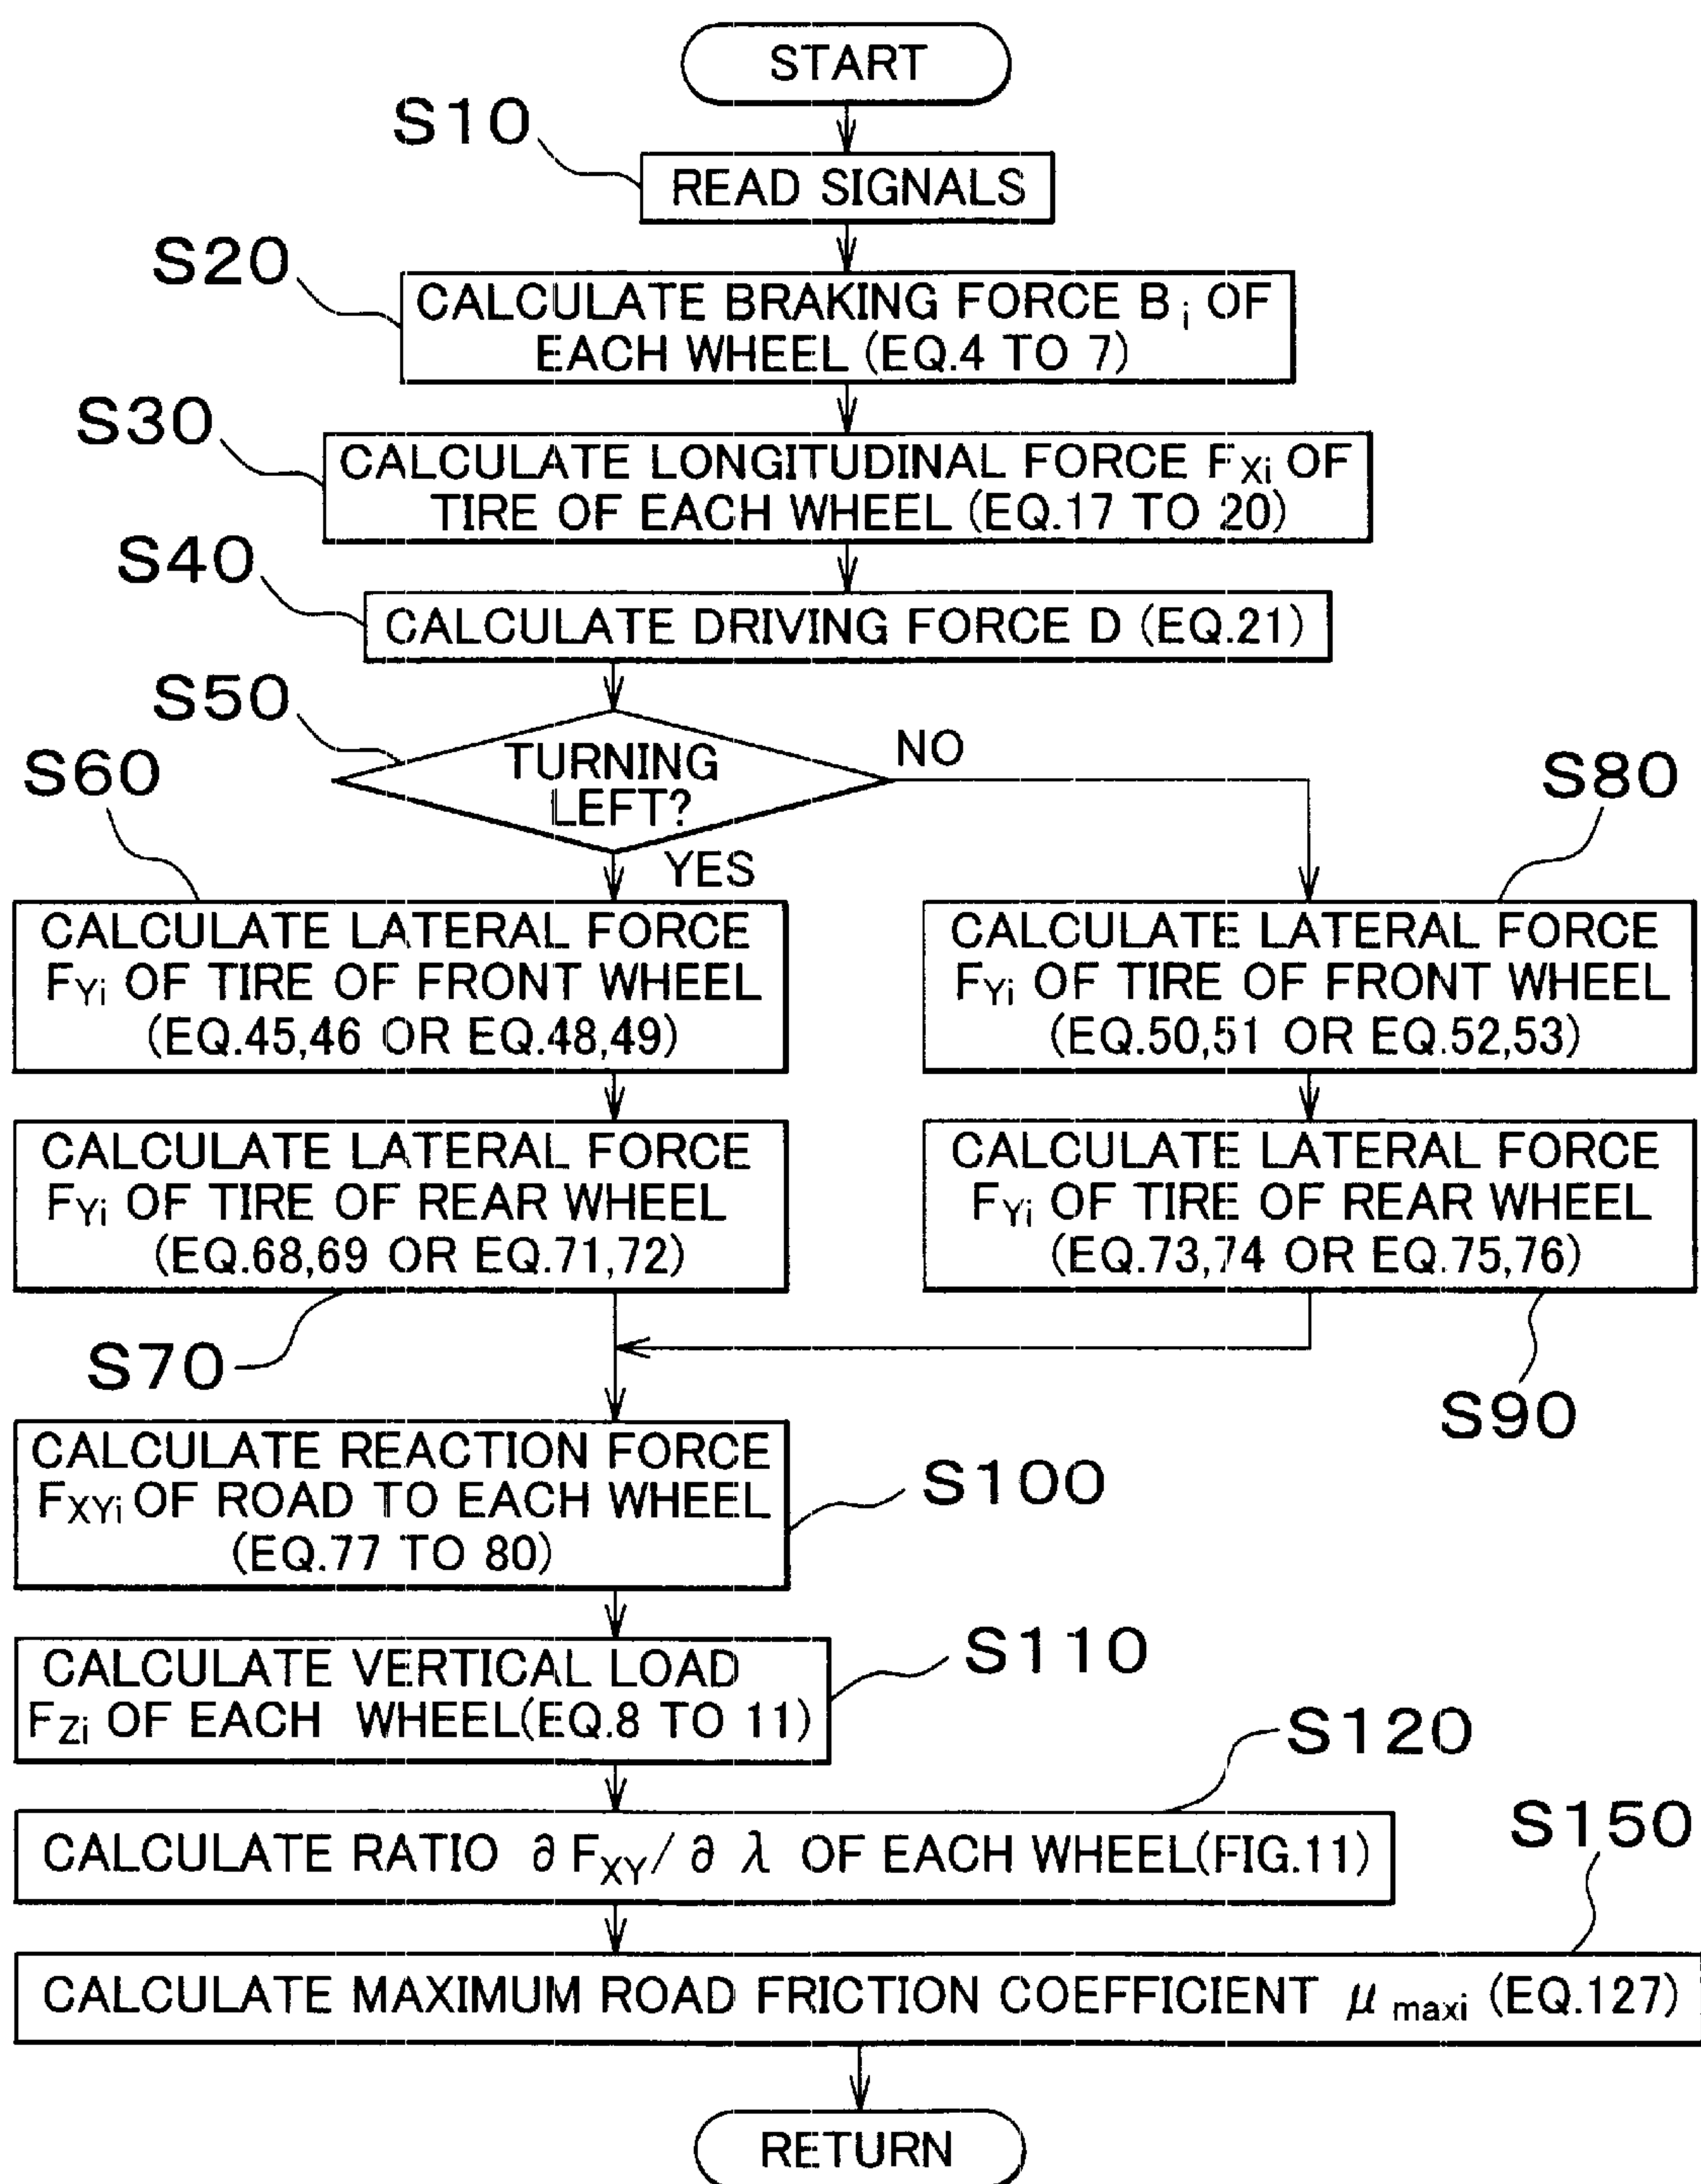 START
S10
READ SIGNALS
S20
CALCULATE BRAKING FORCE Bi OF
EACH WHEEL (EQ.4 TO 7)
S30
CALCULATE LONGITUDINAL FORCE FXi OF
TIRE OF EACH WHEEL (EQ.17 TO 20)
S40
CALCULATE DRIVING FORCE D (EQ.21)
S50
TURNING
LEFT?
NO
YES
S60
CALCULATE LATERAL FORCE
FYi OF TIRE OF FRONT WHEEL
(EQ.45,46 OR EQ.48,49)
S80
CALCULATE LATERAL FORCE
FYi OF TIRE OF FRONT WHEEL
(EQ.50,51 OR EQ.52,53)
CALCULATE LATERAL FORCE
FYi OF TIRE OF REAR WHEEL
(EQ.68,69 OR EQ.71,72)
S70
CALCULATE LATERAL FORCE
FYi OF TIRE OF REAR WHEEL
(EQ.73,74 OR EQ.75,76)
S90
CALCULATE REACTION FORCE
FXYi OF ROAD TO EACH WHEEL
(EQ.77 TO 80)
S100
CALCULATE VERTICAL LOAD
FZi OF EACH WHEEL(EQ.8 TO 11)
S110
S120
CALCULATE RATIO ∂ FXY/∂ λ OF EACH WHEEL(FIG.11)
S150
CALCULATE MAXIMUM ROAD FRICTION COEFFICIENT μ maxi (EQ.127)
RETURN